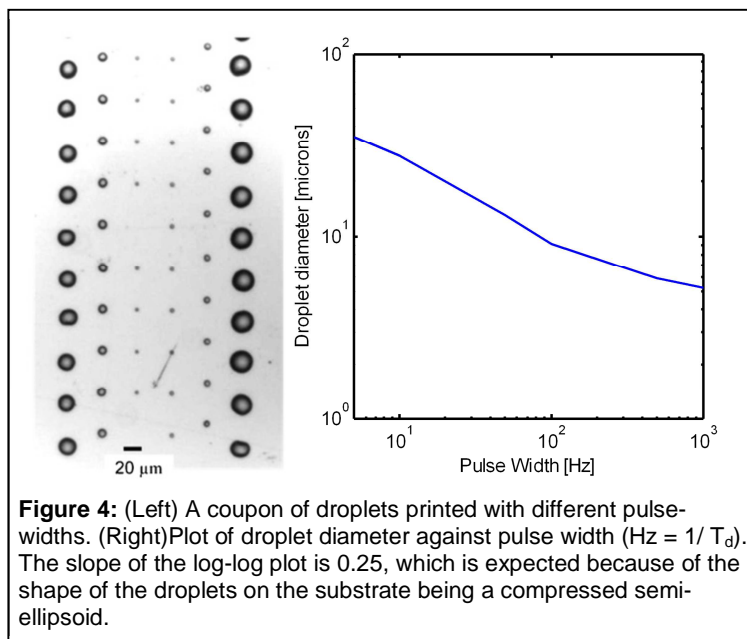 20 µm
Droplet diameter [microns]
10²
10¹
10⁰
10¹
10²
10³
Pulse Width [Hz]
Figure 4: (Left) A coupon of droplets printed with different pulse-
widths. (Right)Plot of droplet diameter against pulse width (Hz = 1/ T_d).
The slope of the log-log plot is 0.25, which is expected because of the
shape of the droplets on the substrate being a compressed semi-
ellipsoid.